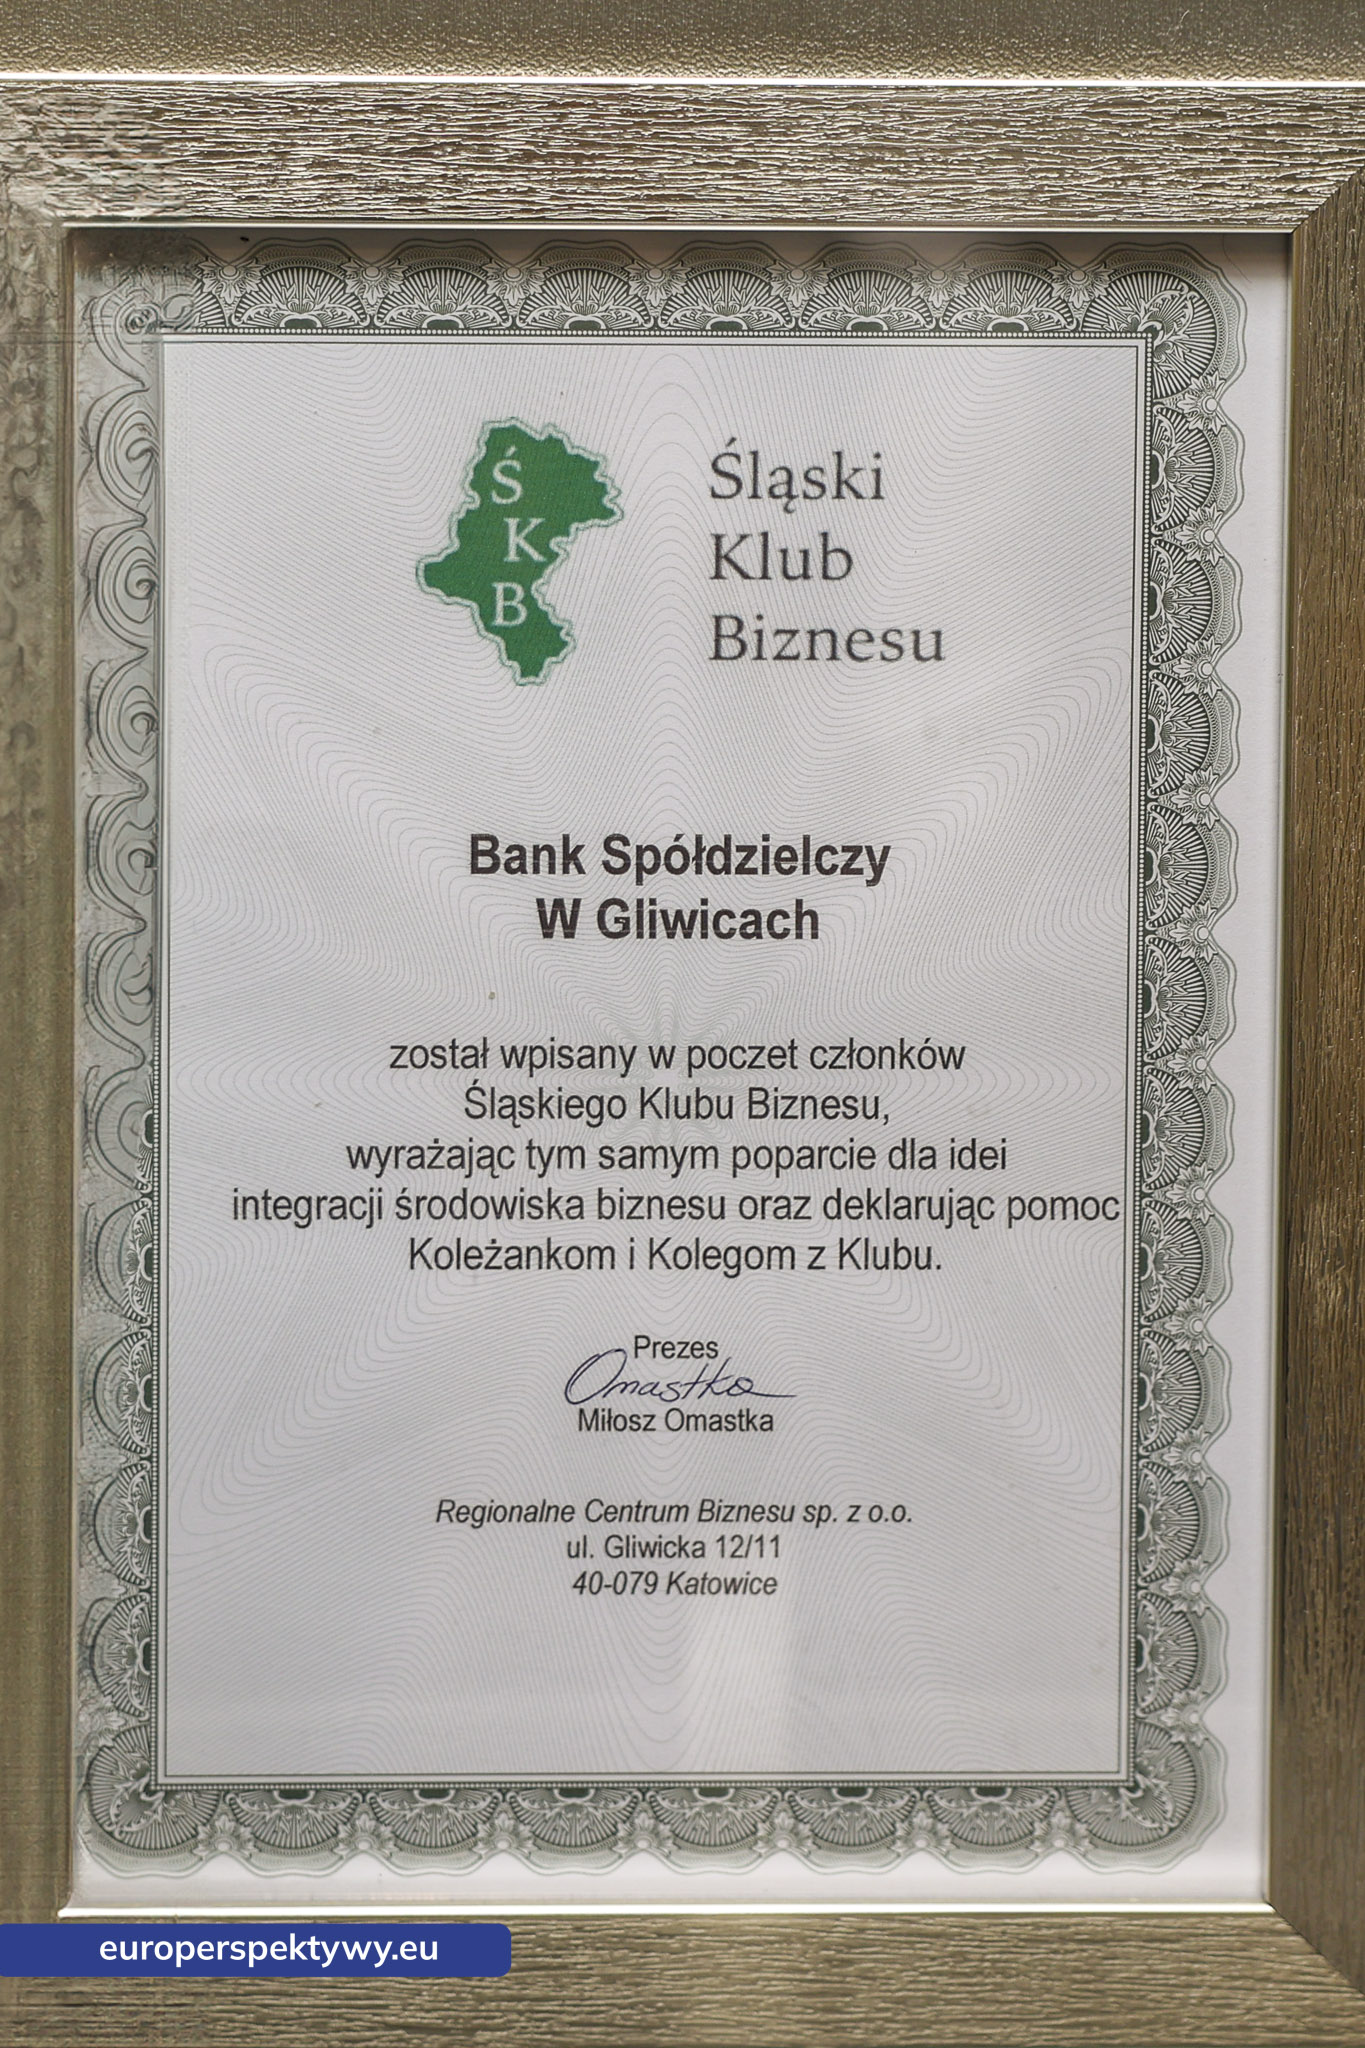 Ś
K
B
Śląski
Klub
Biznesu
Bank Spółdzielczy
W Gliwicach
został wpisany w poczet członków
Śląskiego Klubu Biznesu,
wyrażając tym samym poparcie dla idei
integracji środowiska biznesu oraz deklarując pomoc
Koleżankom i Kolegom z Klubu.
Prezes
Omastka
Miłosz Omastka
Regionalne Centrum Biznesu sp. z o.o.
ul. Gliwicka 12/11
40-079 Katowice
europerspektywy.eu